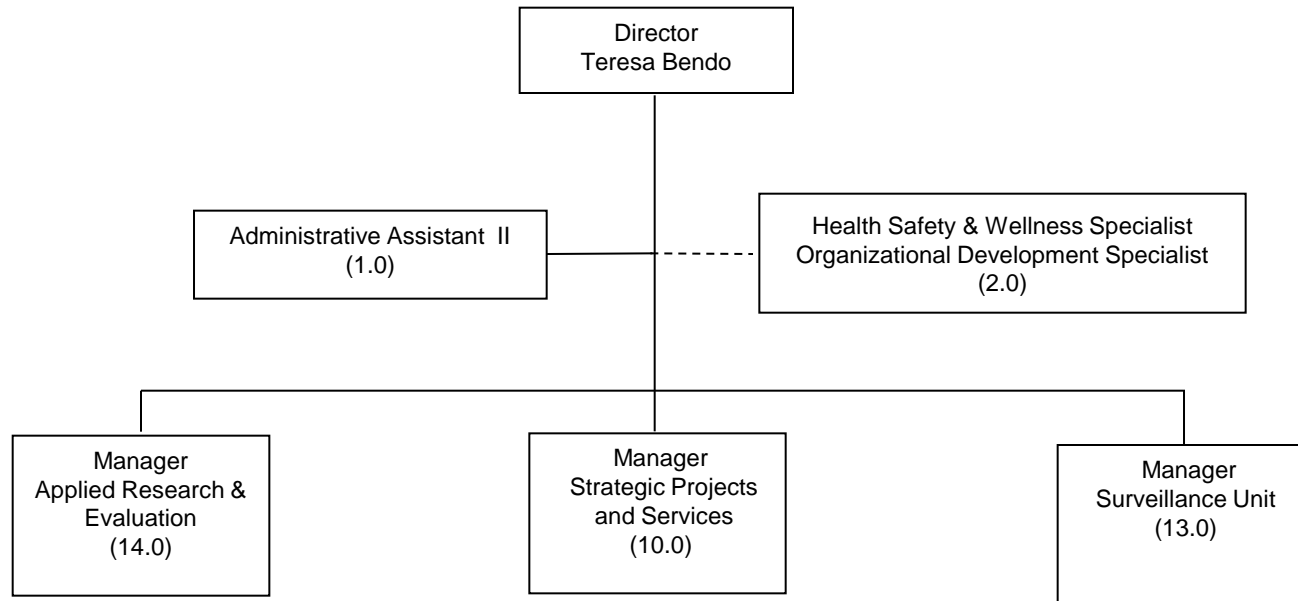 Director
Teresa Bendo
Administrative Assistant II
(1.0)
Health Safety & Wellness Specialist
Organizational Development Specialist
(2.0)
Manager
Applied Research &
Evaluation
(14.0)
Manager
Strategic Projects
and Services
(10.0)
Manager
Surveillance Unit
(13.0)